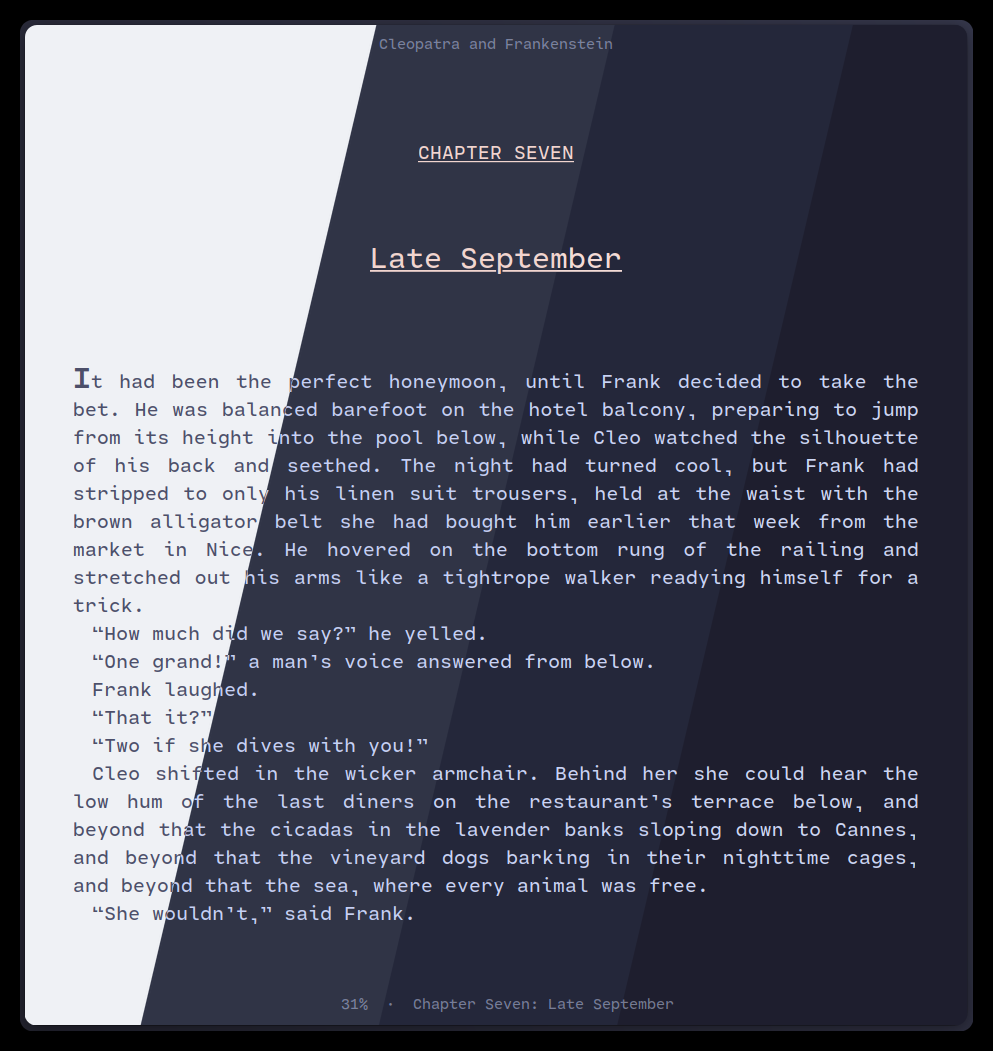 Cleopatra and Frankenstein
CHAPTER SEVEN
Late September
It had been the perfect honeymoon, until Frank decided to take the
bet. He was balanced barefoot on the hotel balcony, preparing to jump
from its height into the pool below, while Cleo watched the silhouette
of his back and seethed. The night had turned cool, but Frank had
stripped to only his linen suit trousers, held at the waist with the
brown alligator belt she had bought him earlier that week from the
market in Nice. He hovered on the bottom rung of the railing and
stretched out his arms like a tightrope walker readying himself for a
trick.
“How much did we say?” he yelled.
“One grand!” a man’s voice answered from below.
Frank laughed.
“That it?”
“Two if she dives with you!”
Cleo shifted in the wicker armchair. Behind her she could hear the
low hum of the last diners on the restaurant’s terrace below, and
beyond that the cicadas in the lavender banks sloping down to Cannes,
and beyond that the vineyard dogs barking in their nighttime cages,
and beyond that the sea, where every animal was free.
“She wouldn’t,” said Frank.
31% · Chapter Seven: Late September